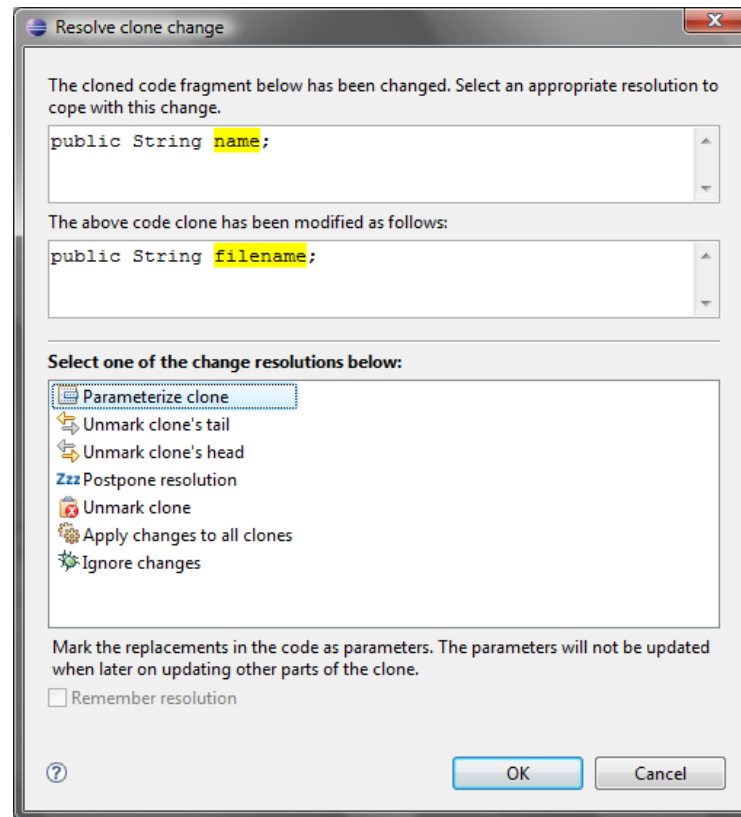 Resolve clone change
The cloned code fragment below has been changed. Select an appropriate resolution to
cope with this change.
public String name;
The above code clone has been modified as follows:
public String filename;
Select one of the change resolutions below:
Parameterize clone
Unmark clone's tail
Unmark clone's head
Zzz Postpone resolution
Unmark clone
Apply changes to all clones
Ignore changes
Mark the replacements in the code as parameters. The parameters will not be updated
when later on updating other parts of the clone.
Remember resolution
OK Cancel